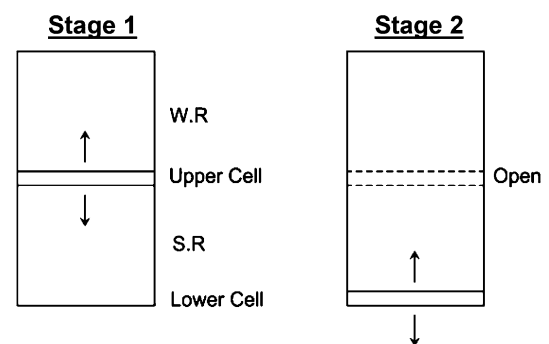 Stage 1
W.R
Upper Cell
S.R
Lower Cell
Stage 2
Open